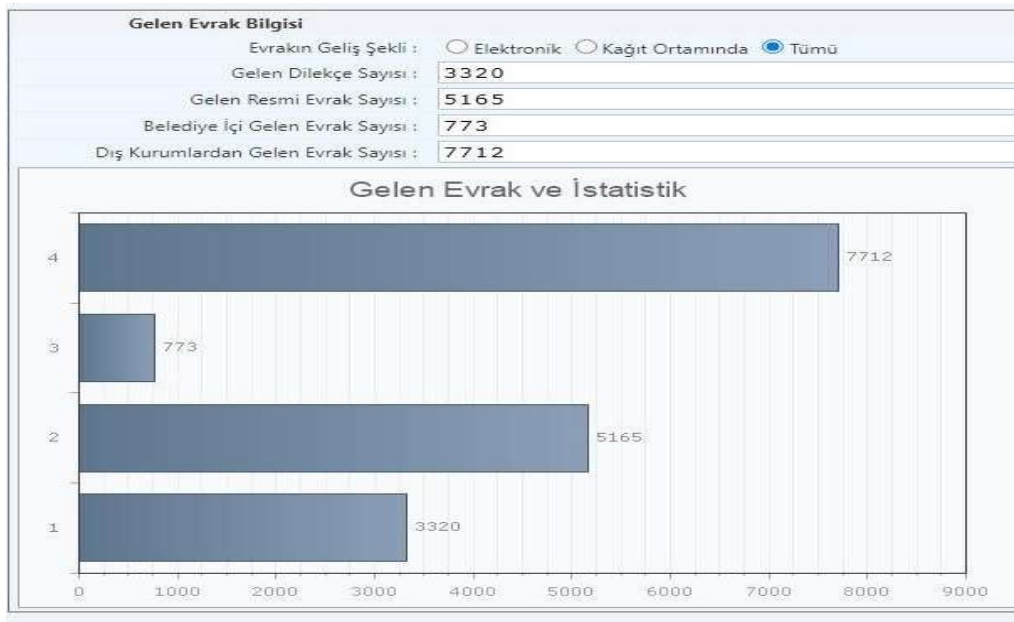 Gelen Evrak Bilgisi
Evrakın Geliş Şekli : Elektronik Kağıt Ortamında Tümü
Gelen Dilekçe Sayısı : 3320
Gelen Resmi Evrak Sayısı : 5165
Belediye İçi Gelen Evrak Sayısı : 773
Dış Kurumlardan Gelen Evrak Sayısı : 7712
Gelen Evrak ve İstatistik
4 7712
3 773
2 5165
1 3320
0 1000 2000 3000 4000 5000 6000 7000 8000 9000